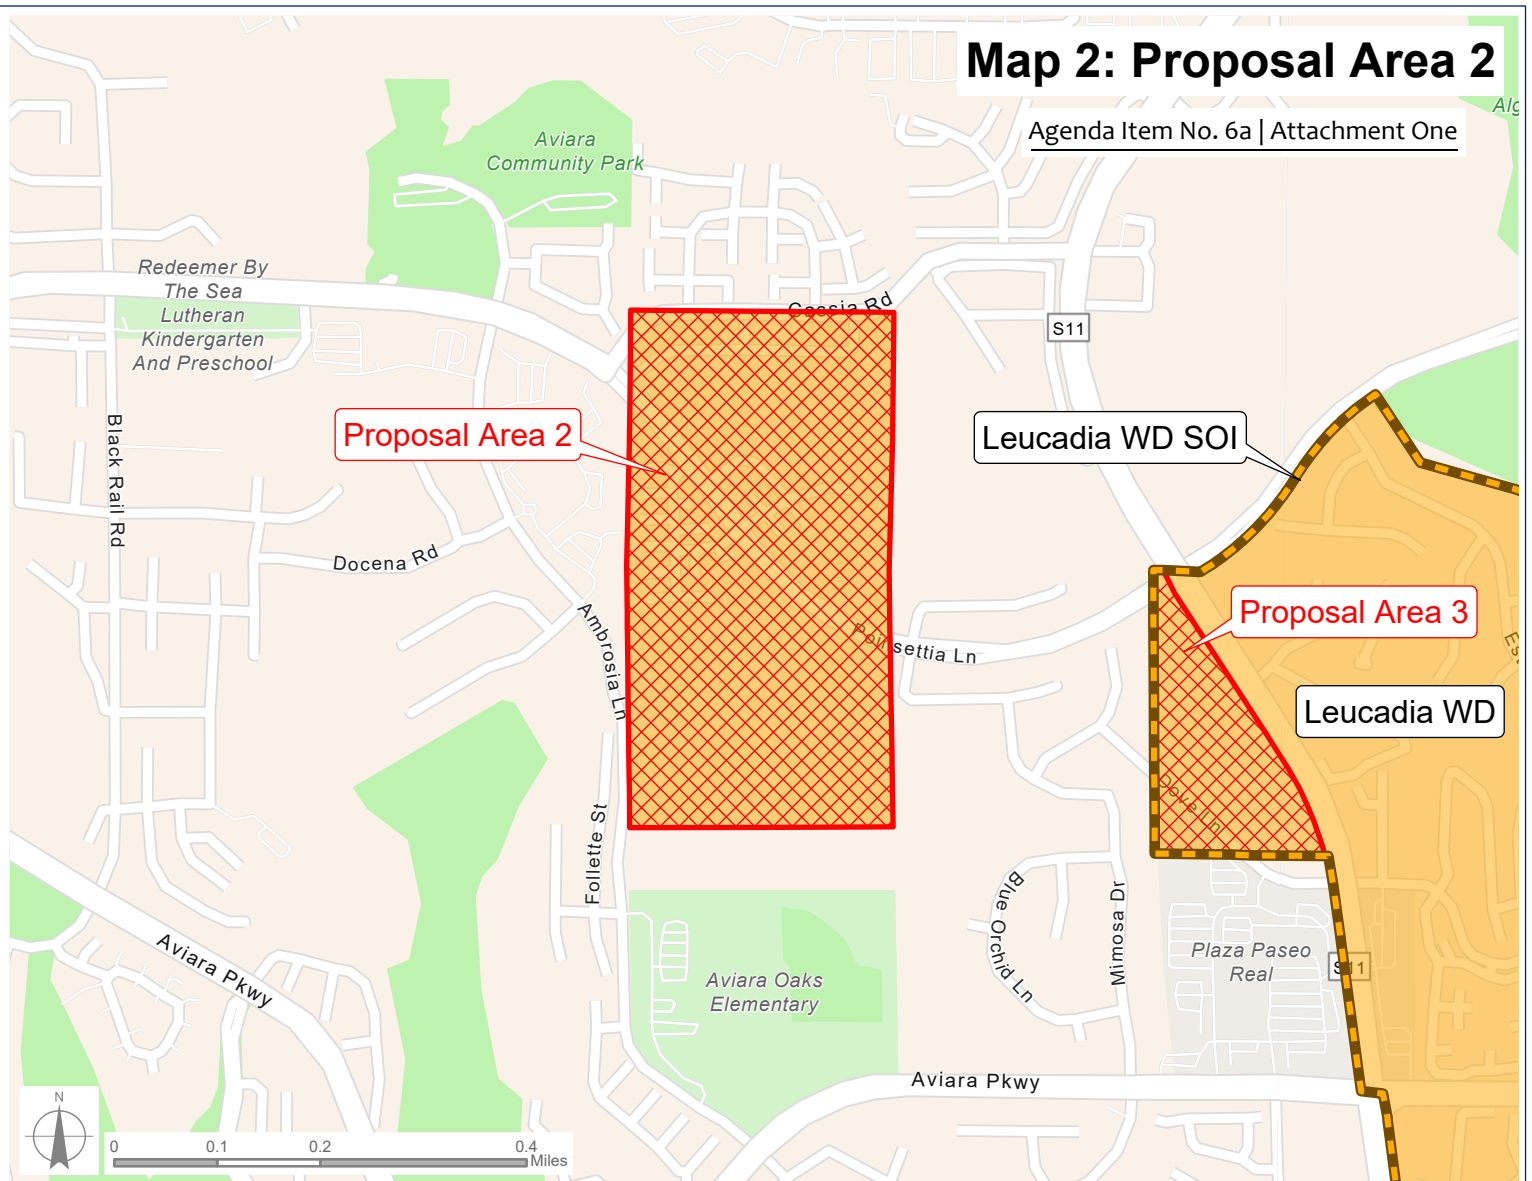 Map 2: Proposal Area 2
Agenda Item No. 6a | Attachment One
Aviara
Community Park
Redeemer By
The Sea
Lutheran
Kindergarten
And Preschool
Cassia Rd
S11
Proposal Area 2
Leucadia WD SOI
Black Rail Rd
Docena Rd
Ambrosia Ln
Poinsettia Ln
Proposal Area 3
Leucadia WD
Dove Ln
Follette St
Blue Orchid Ln
Mimosa Dr
Plaza Paseo
Real
S11
Aviara Pkwy
Aviara Oaks
Elementary
Aviara Pkwy
N
0 0.1 0.2 0.4
Miles